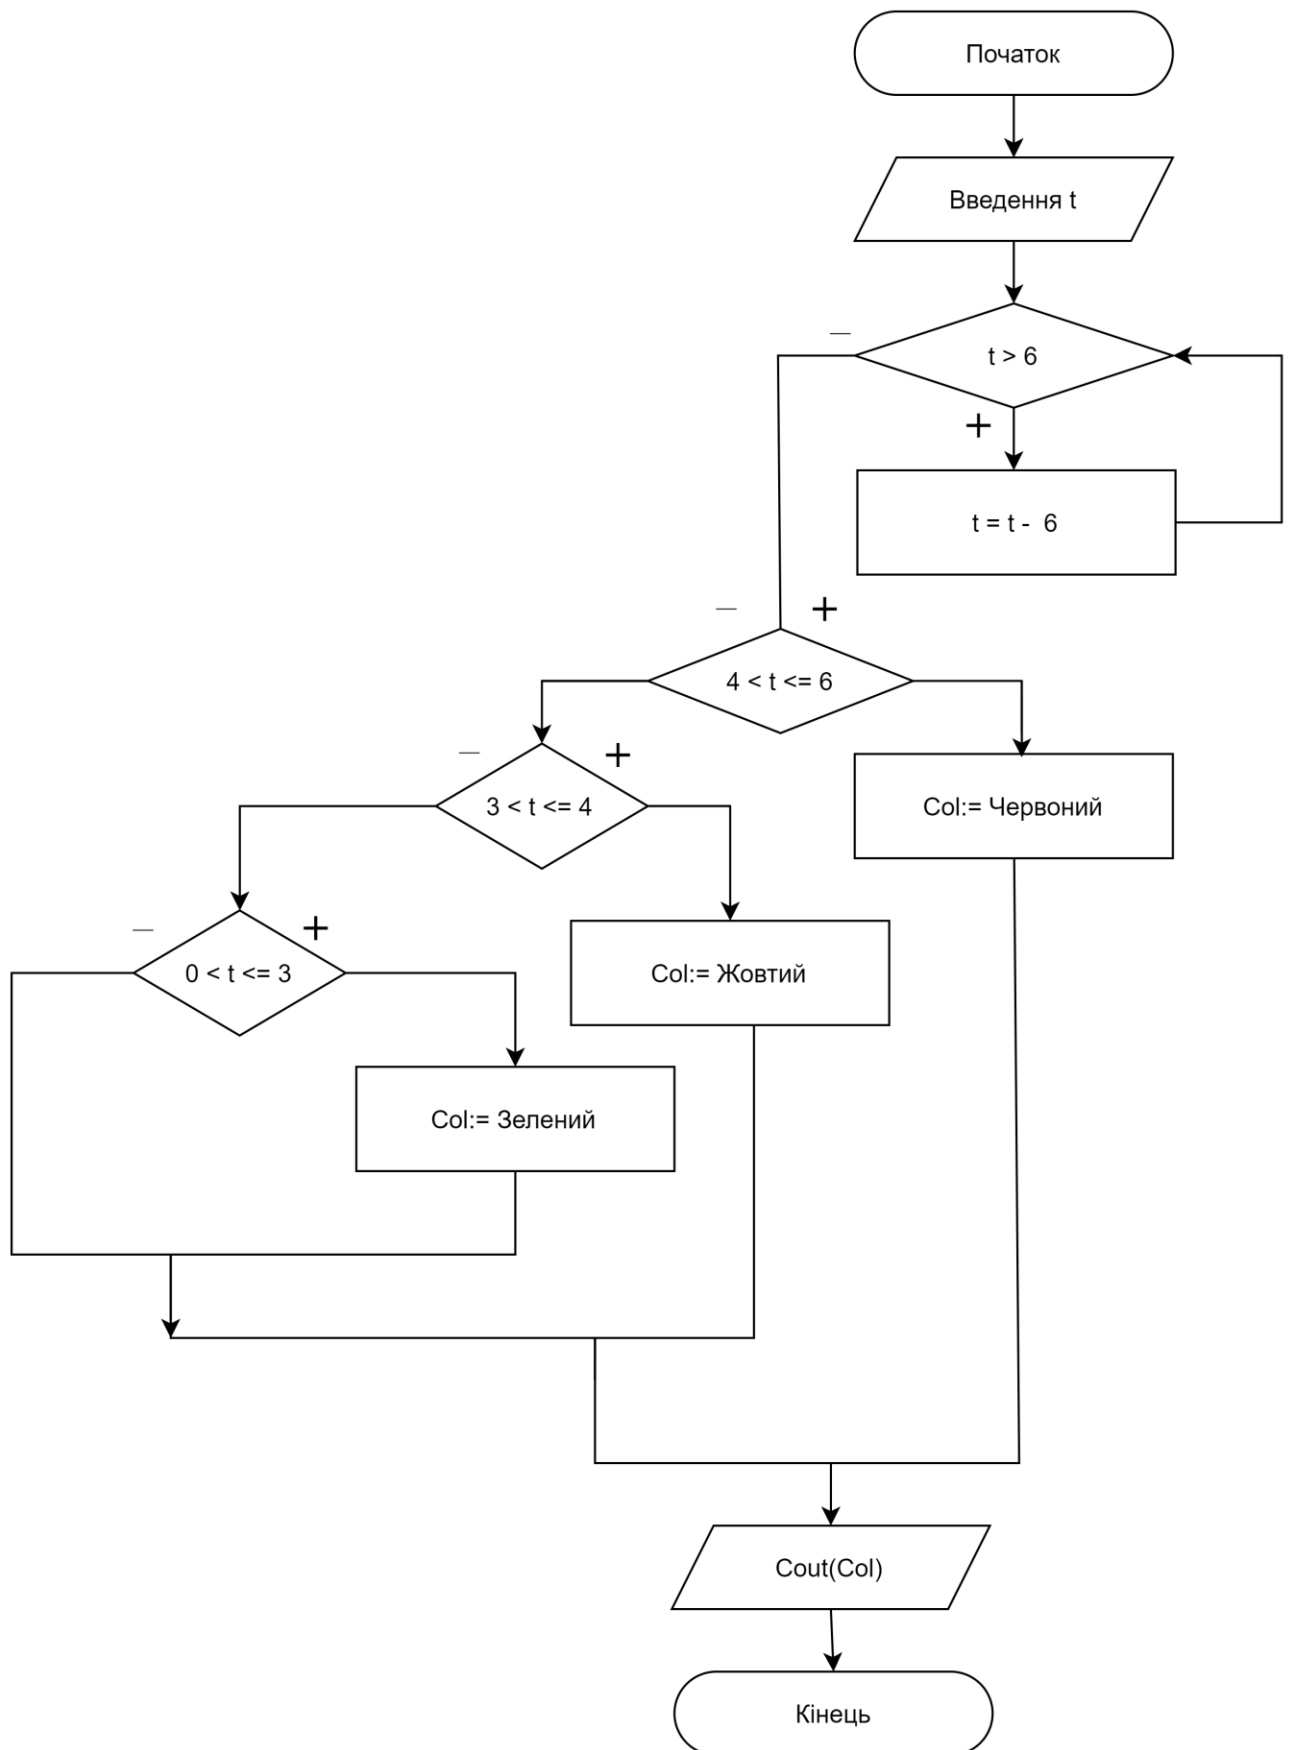 Початок
Введення t
—
t > 6
+
t = t - 6
— +
4 < t <= 6
— +
3 < t <= 4
Col:= Червоний
— +
0 < t <= 3
Col:= Жовтий
Col:= Зелений
Cout(Col)
Кінець